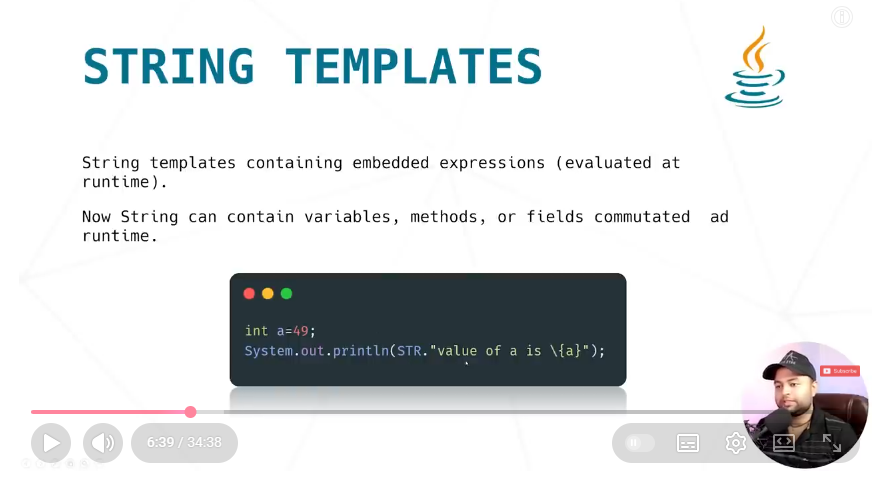 STRING TEMPLATES
String templates containing embedded expressions (evaluated at
runtime).
Now String can contain variables, methods, or fields commutated  ad
runtime.
int a=49;
System.out.println(STR."value of a is \{a}");
Subscribe
6:39 / 34:38